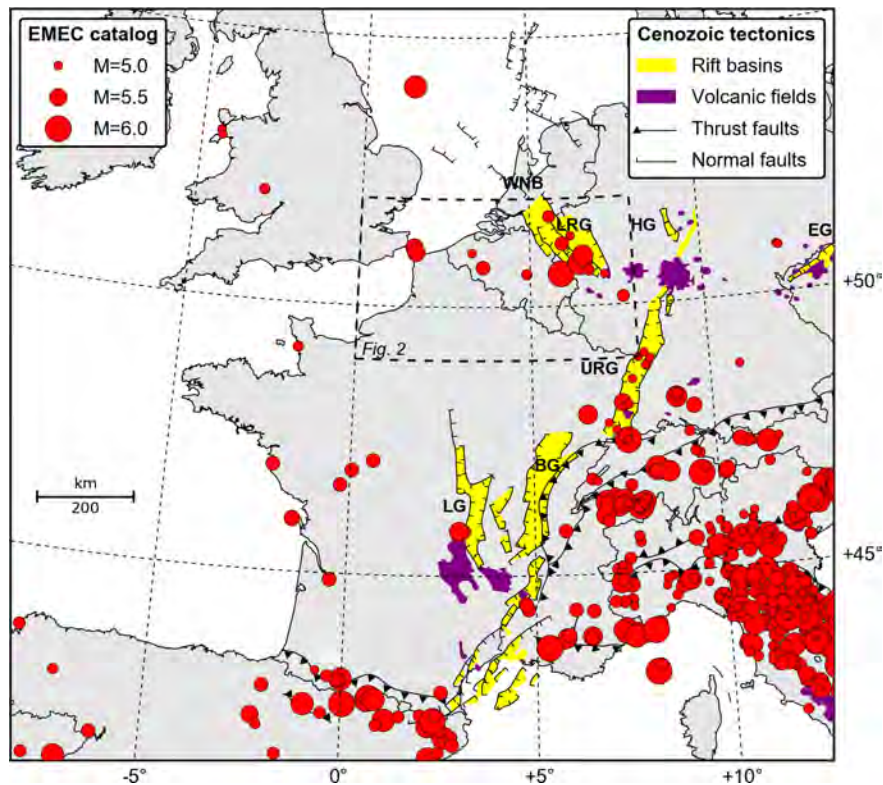 EMEC catalog
M=5.0
M=5.5
M=6.0
Cenozoic tectonics
Rift basins
Volcanic fields
Thrust faults
Normal faults
WNB
LRG
HG
EG
+50°
Fig. 2
URG
km
200
BG
LG
+45°
-5°
0°
+5°
+10°